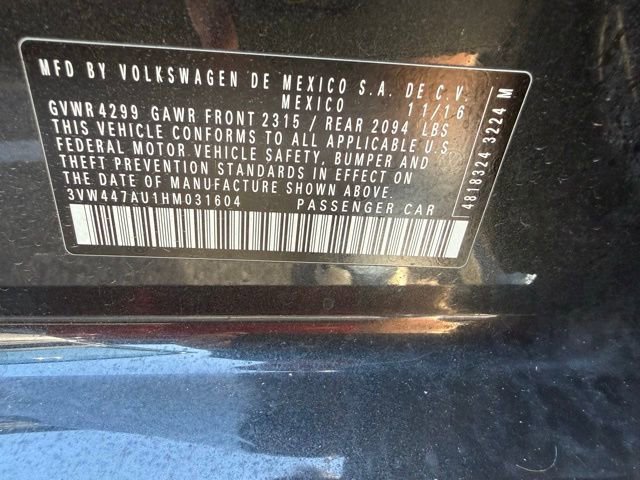 MFD BY VOLKSWAGEN DE MEXICO S.A. DE C.V.
MEXICO 11/16
GVWR 4299 GAWR FRONT 2315 / REAR 2094 LBS
THIS VEHICLE CONFORMS TO ALL APPLICABLE U.S.
FEDERAL MOTOR VEHICLE SAFETY, BUMPER AND
THEFT PREVENTION STANDARDS IN EFFECT ON
THE DATE OF MANUFACTURE SHOWN ABOVE
3VW447AU1HM031604 PASSENGER CAR
4818324 3224 M